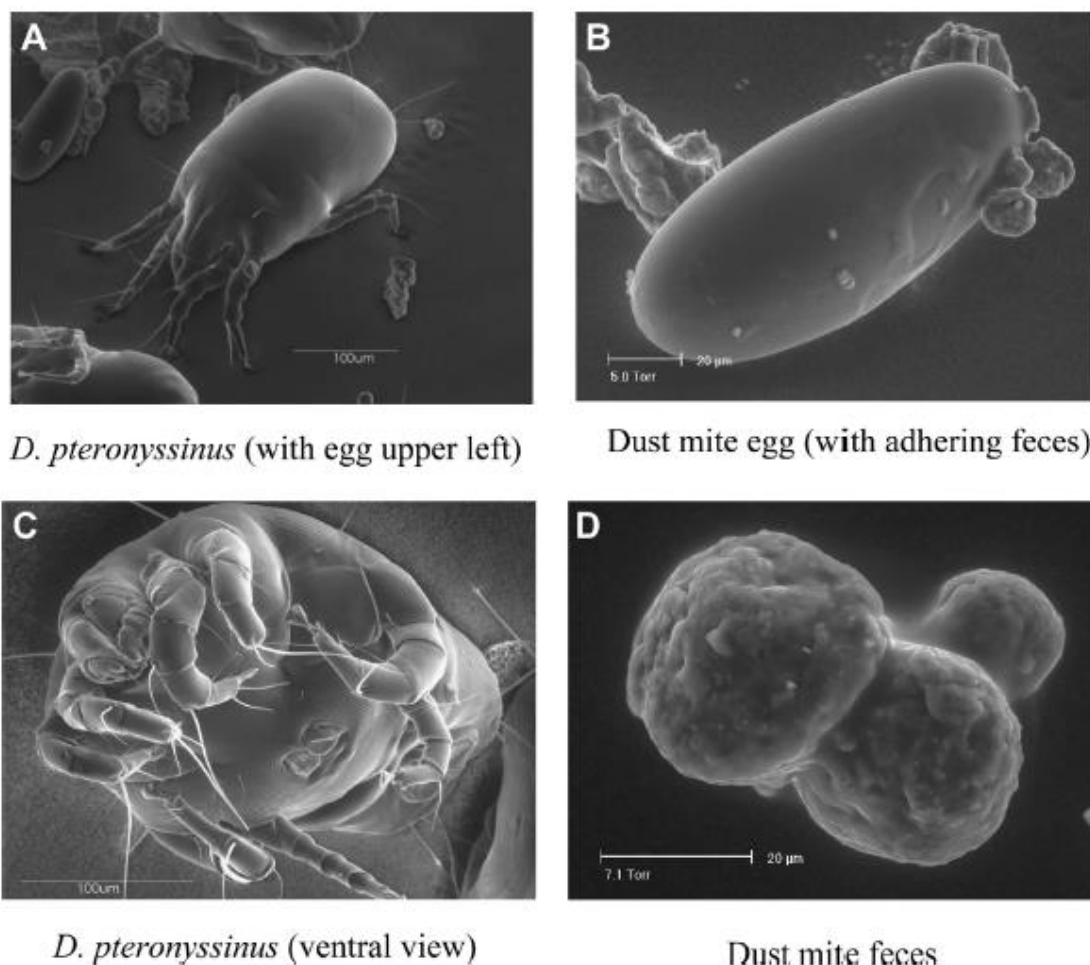 A
B
100um
20 µm
5.0 Torr
D. pteronyssinus (with egg upper left)
Dust mite egg (with adhering feces)
C
D
100um
20 µm
7.1 Torr
D. pteronyssinus (ventral view)
Dust mite feces